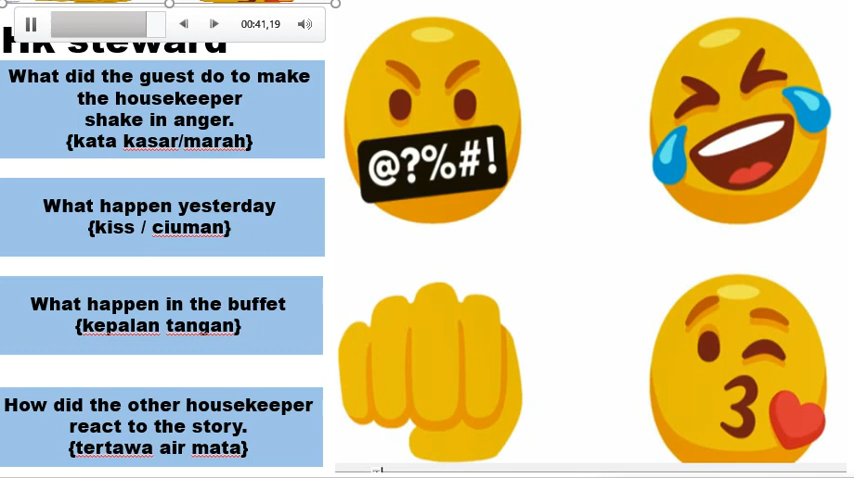 00:41,19
Hk steward
What did the guest do to make
the housekeeper
shake in anger.
{kata kasar/marah}
What happen yesterday
{kiss / ciuman}
What happen in the buffet
{kepalan tangan}
How did the other housekeeper
react to the story.
{tertawa air mata}
@?%#!